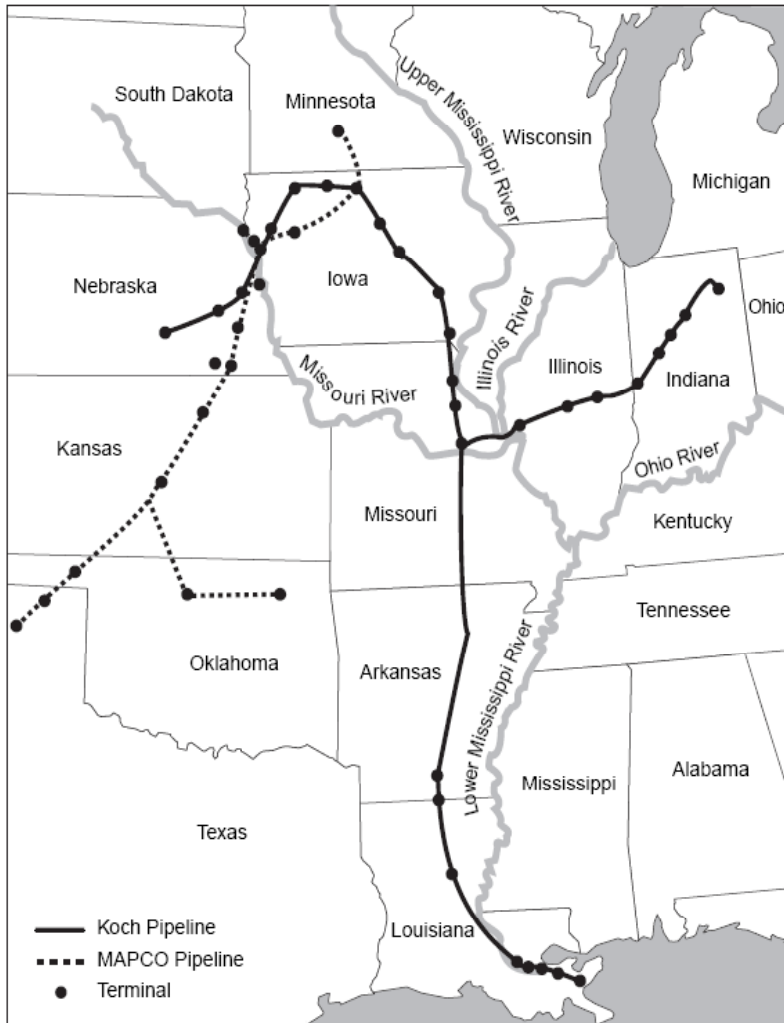 South Dakota
Minnesota
Upper Mississippi River
Wisconsin
Michigan
Nebraska
Iowa
Illinois River
Illinois
Indiana
Ohio
Missouri River
Kansas
Ohio River
Missouri
Kentucky
Tennessee
Oklahoma
Arkansas
Lower Mississippi River
Mississippi
Alabama
Texas
Louisiana
Koch Pipeline
MAPCO Pipeline
Terminal